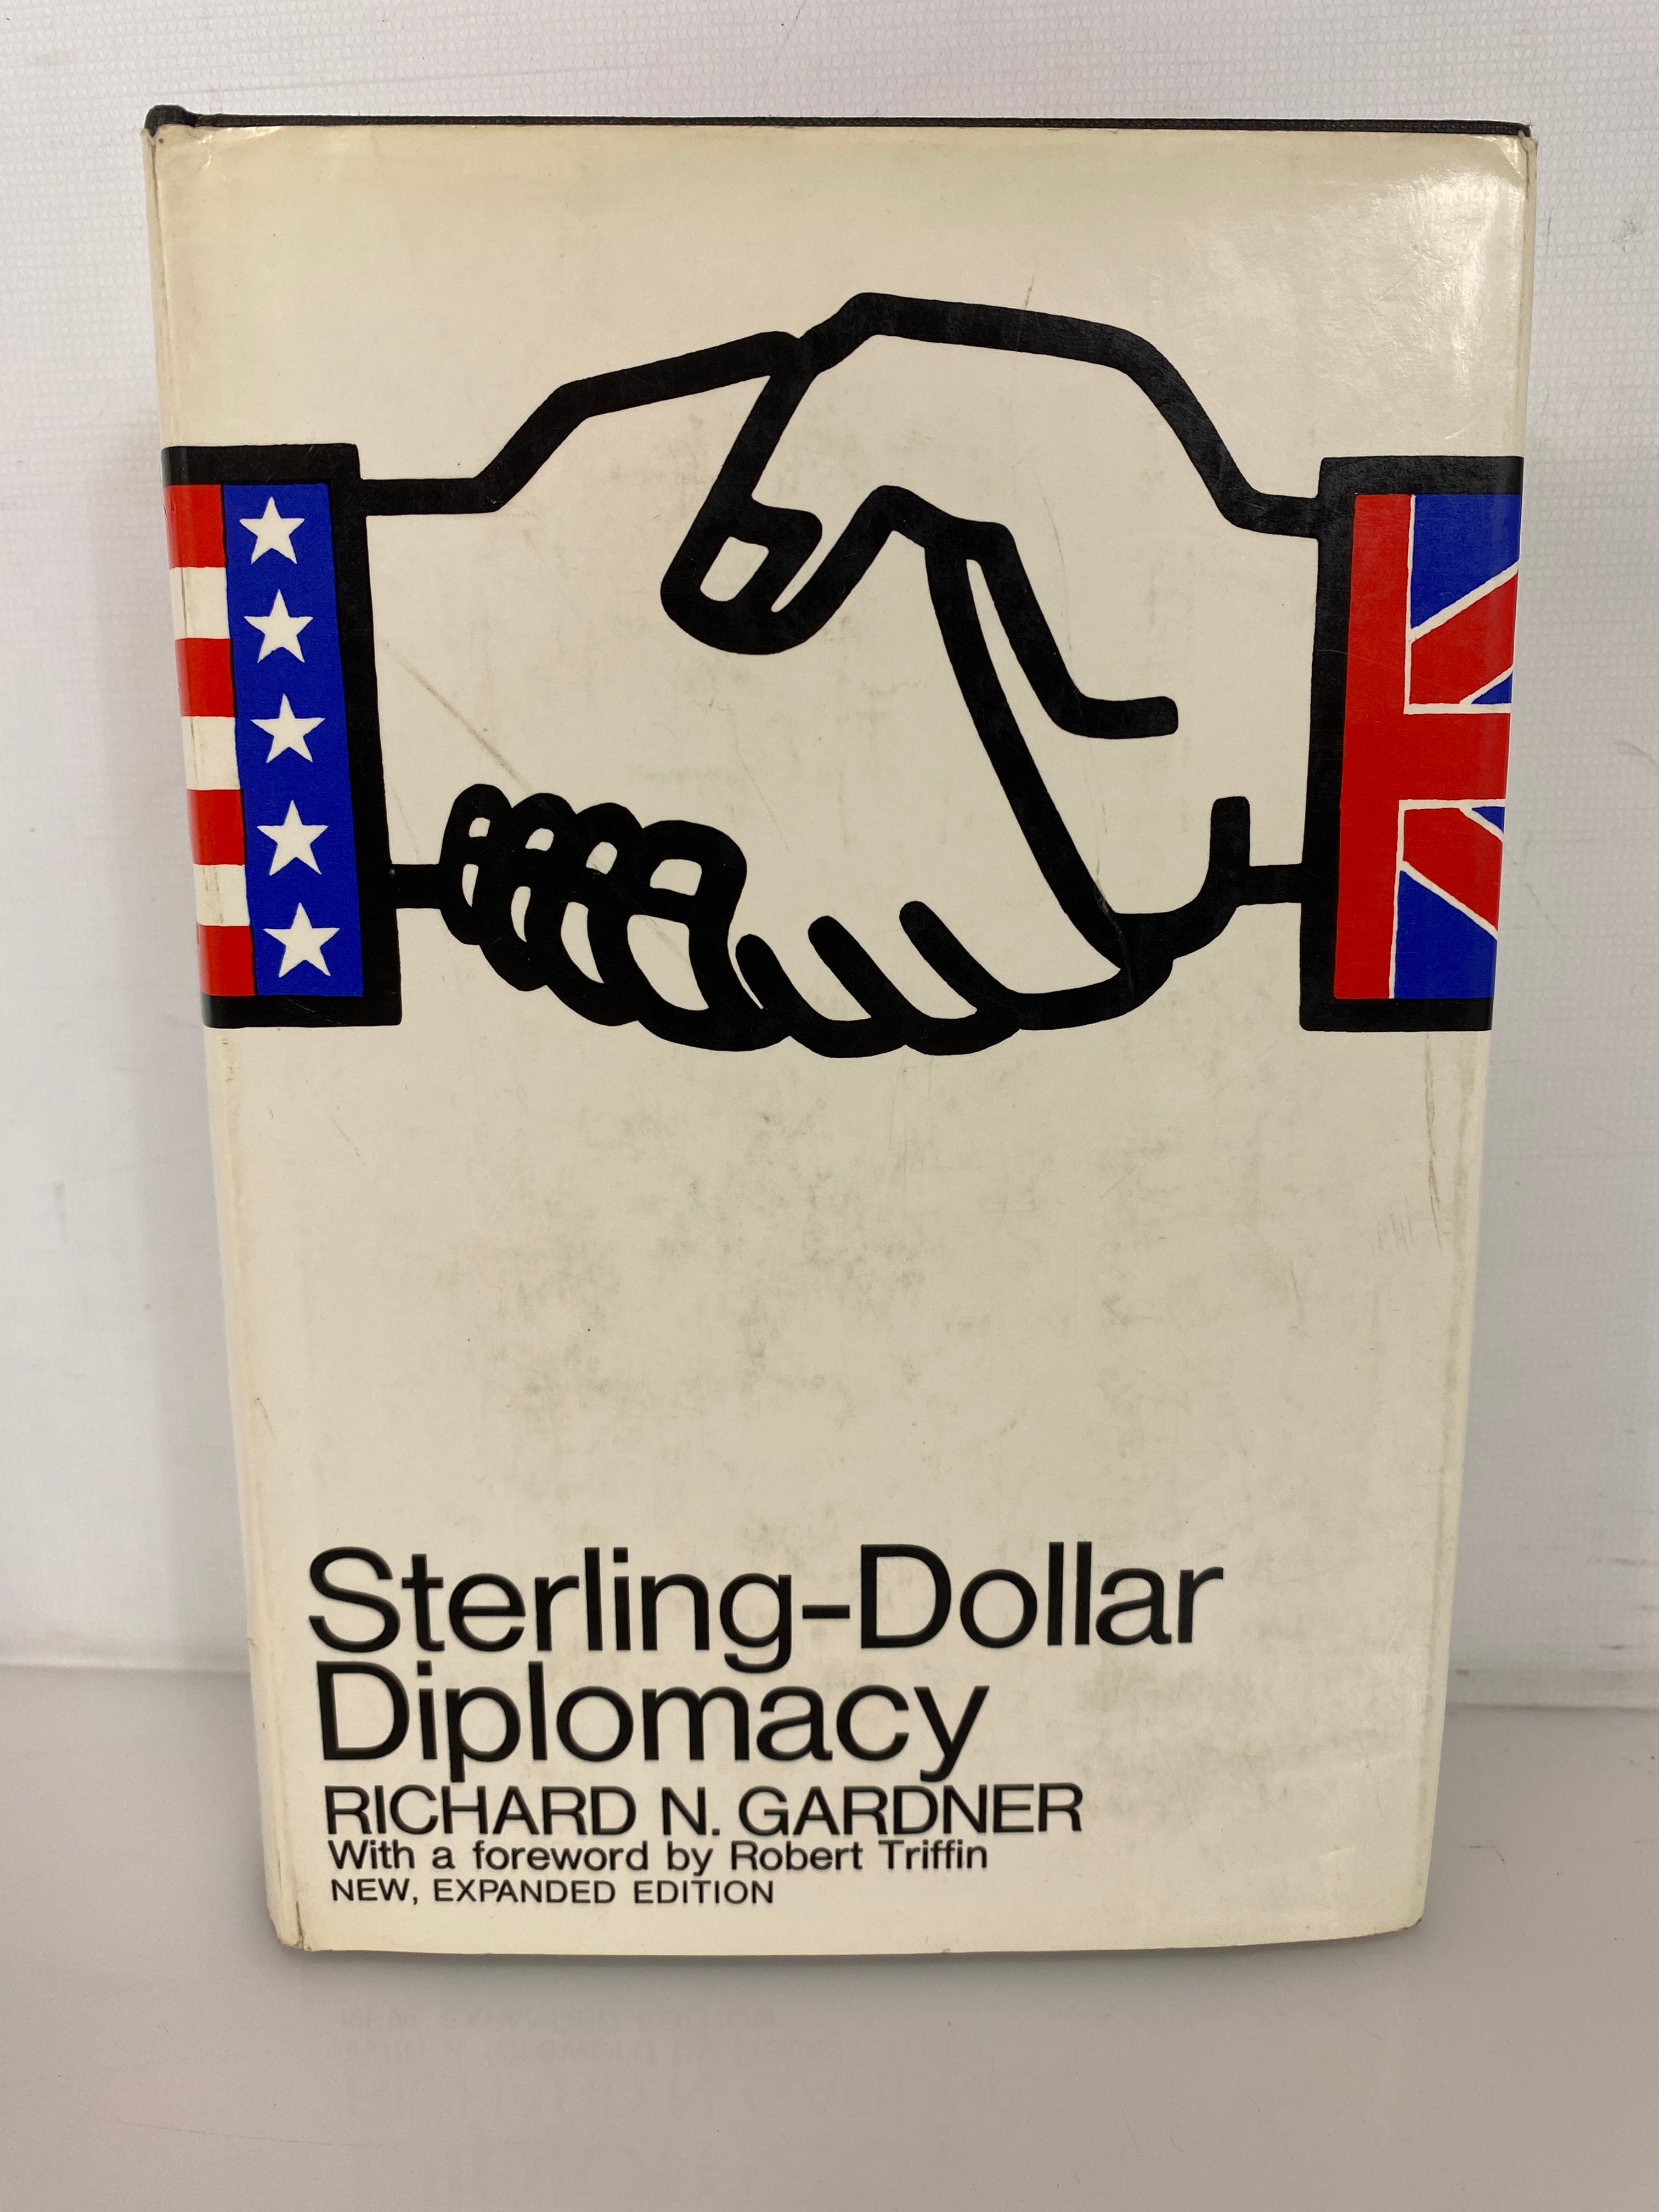 Sterling-Dollar
Diplomacy
RICHARD N. GARDNER
With a foreword by Robert Triffin
NEW, EXPANDED EDITION